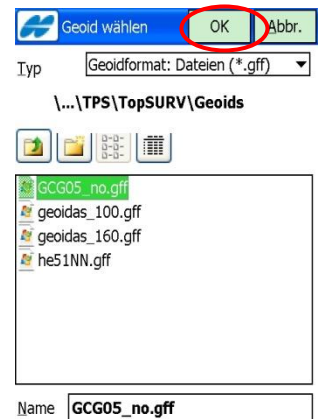 Geoid wählen OK Abbr.
Typ Geoidformat: Dateien (*.gff)
\...\TPS\TopSURV\Geoids
GCG05_no.gff
geoidas_100.gff
geoidas_160.gff
he51NN.gff
Name GCG05_no.gff